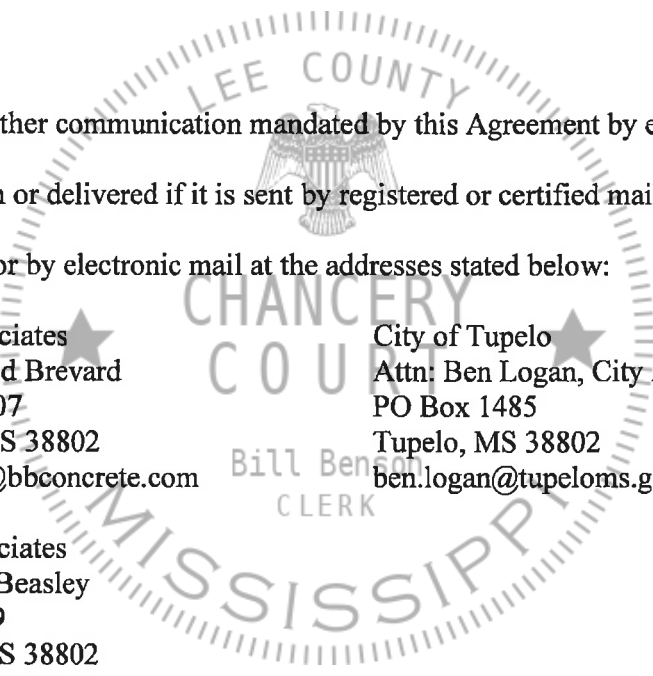 LEE COUNTY
ther communication mandated by this Agreement by e
n or delivered if it is sent by registered or certified mai
or by electronic mail at the addresses stated below:
CHANCERY
COURT
ciates
d Brevard
07
S 38802
@bbconcrete.com
City of Tupelo
Attn: Ben Logan, City
PO Box 1485
Tupelo, MS 38802
ben.logan@tupeloms.g
Bill Benson
CLERK
ciates
Beasley
9
S 38802
MISSISSIPPI